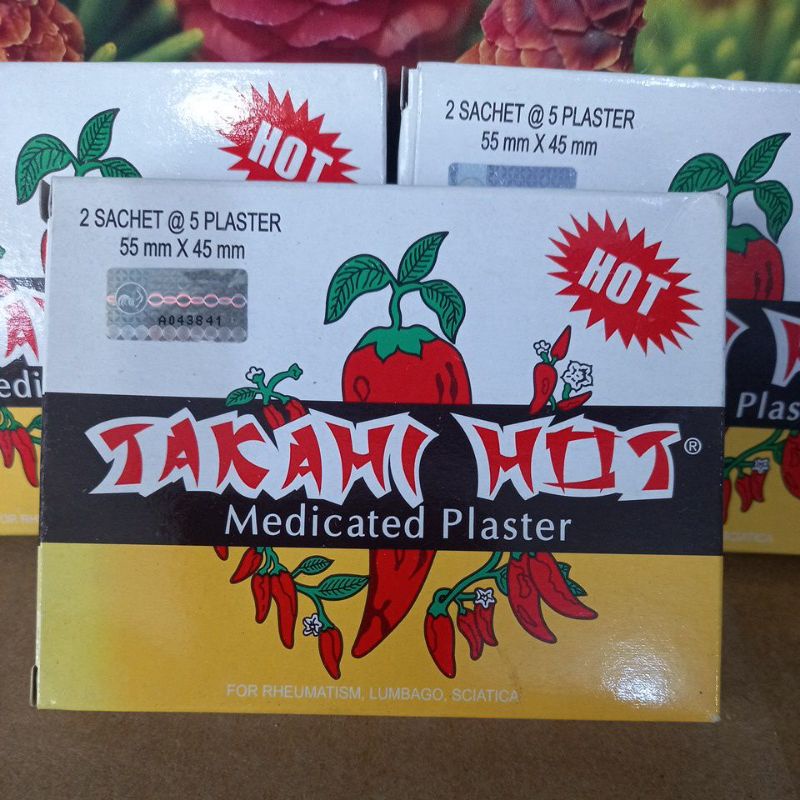 HOT
2 SACHET @ 5 PLASTER
55 mm X 45 mm
2 SACHET @ 5 PLASTER
55 mm X 45 mm
A043841
HOT
TAKAHI HOT®
Medicated Plaster
FOR RHEUMATISM, LUMBAGO, SCIATICA
SCIATICA